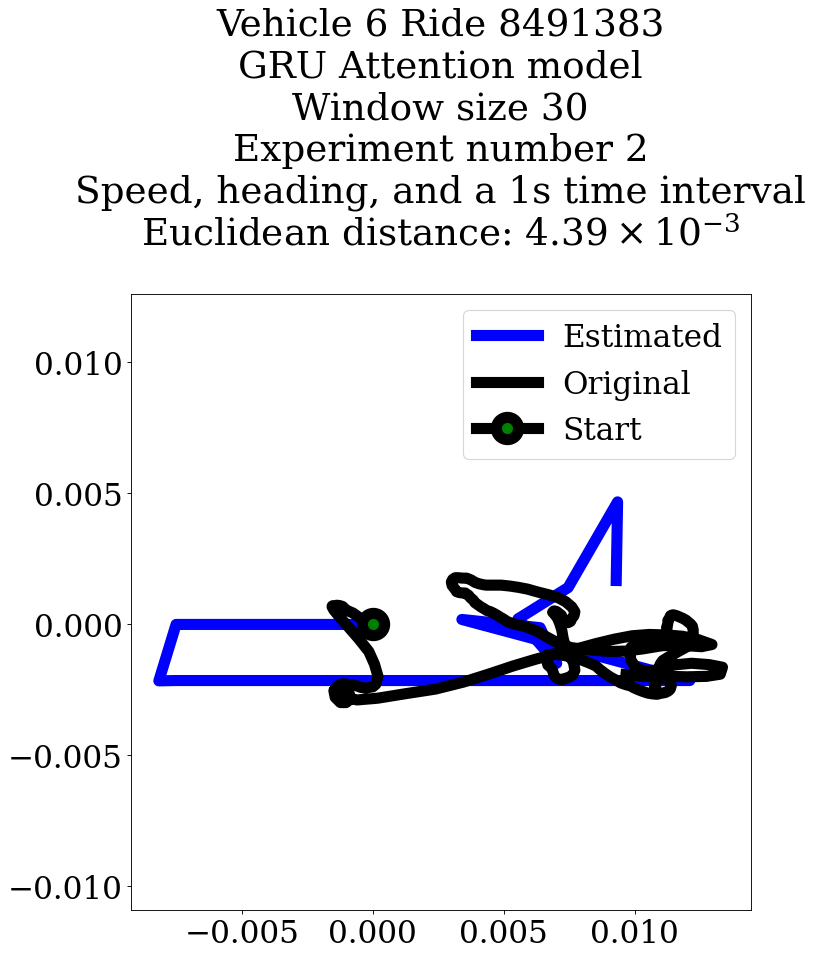 Vehicle 6 Ride 8491383
GRU Attention model
Window size 30
Experiment number 2
Speed, heading, and a 1s time interval
Euclidean distance: 4.39 × 10⁻³
Estimated
Original
Start
0.010
0.005
0.000
−0.005
−0.010
−0.005 0.000 0.005 0.010